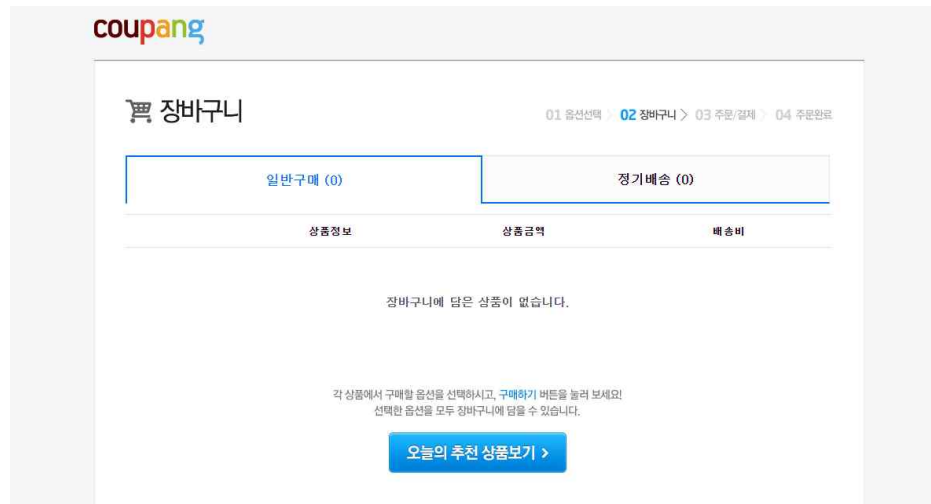 coupang
장바구니
01 옵션선택 > 02 장바구니 > 03 주문/결제 > 04 주문완료
일반구매 (0) 정기배송 (0)
상품정보 상품금액 배송비
장바구니에 담은 상품이 없습니다.
각 상품에서 구매할 옵션을 선택하시고, 구매하기 버튼을 눌러 보세요!
선택한 옵션을 모두 장바구니에 담을 수 있습니다.
오늘의 추천 상품보기 >